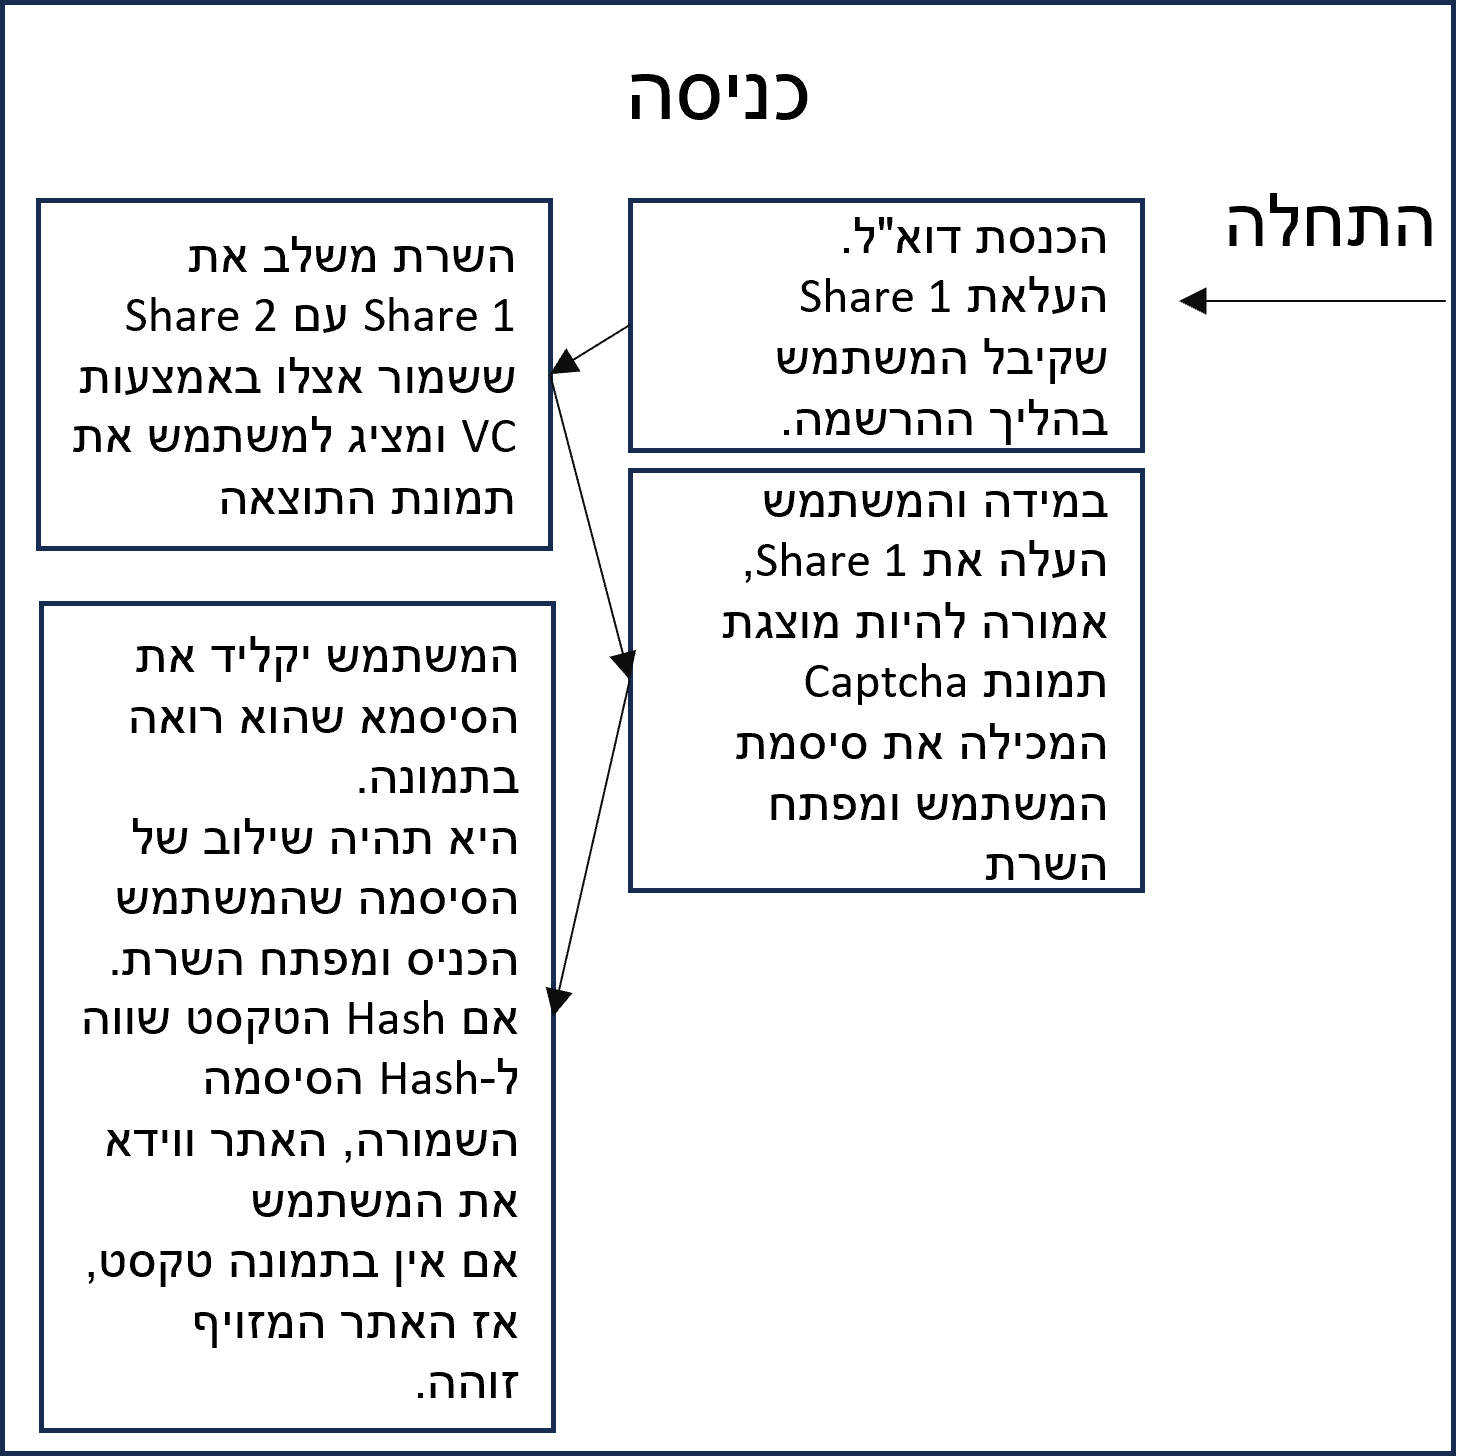 כניסה
התחלה
הכנסת דוא"ל.
העלאת Share 1
שקיבל המשתמש
בהליך ההרשמה.
השרת משלב את
Share 1 עם Share 2
ששמור אצלו באמצעות
VC ומציג למשתמש את
תמונת התוצאה
במידה והמשתמש
העלה את Share 1,
אמורה להיות מוצגת
תמונת Captcha
המכילה את סיסמת
המשתמש ומפתח
השרת
המשתמש יקליד את
הסיסמא שהוא רואה
בתמונה.
היא תהיה שילוב של
הסיסמה שהמשתמש
הכניס ומפתח השרת.
אם Hash הטקסט שווה
ל-Hash הסיסמה
השמורה, האתר ווידא
את המשתמש
אם אין בתמונה טקסט,
אז האתר המזויף
זוהה.